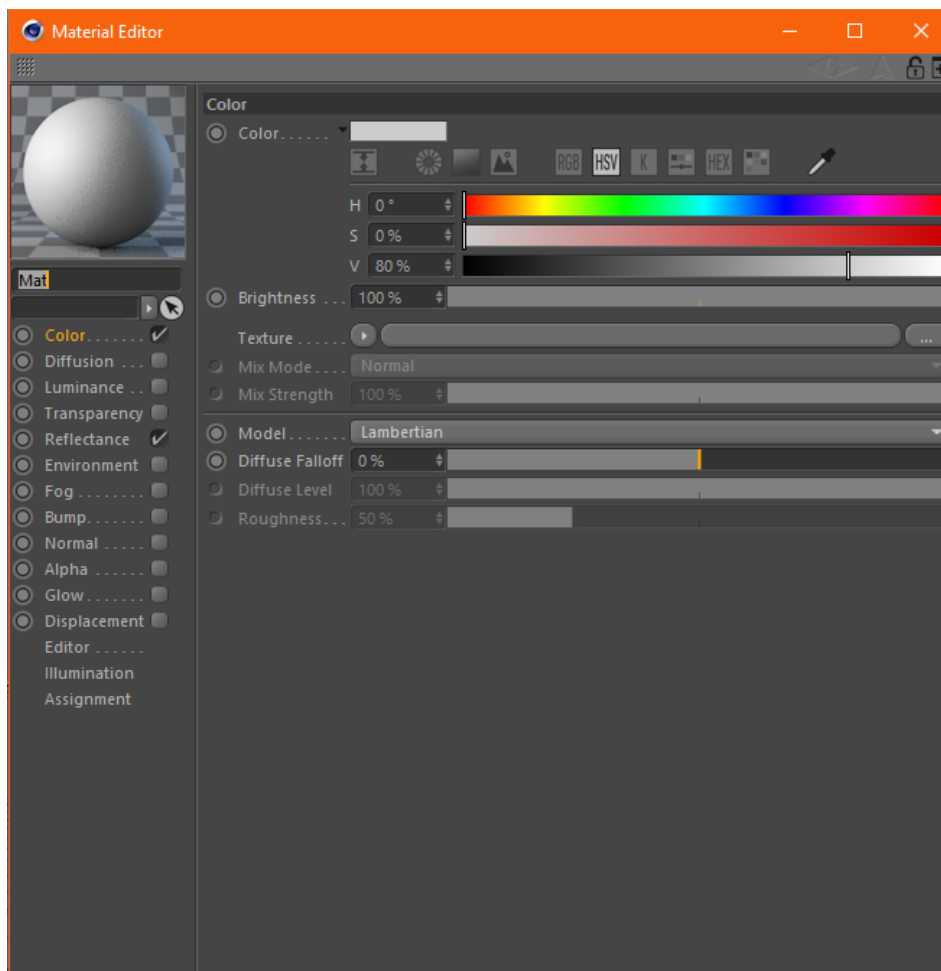 Material Editor
Color
Color......
RGB HSV K HEX
H 0 °
S 0 %
V 80 %
Mat
Brightness ... 100 %
Color.......
Texture ...... ...
Diffusion ...
Mix Mode.... Normal
Luminance ..
Mix Strength 100 %
Transparency
Reflectance
Model....... Lambertian
Environment
Diffuse Falloff 0 %
Fog ........
Diffuse Level 100 %
Bump.......
Roughness... 50 %
Normal .....
Alpha ......
Glow.......
Displacement
Editor ......
Illumination
Assignment